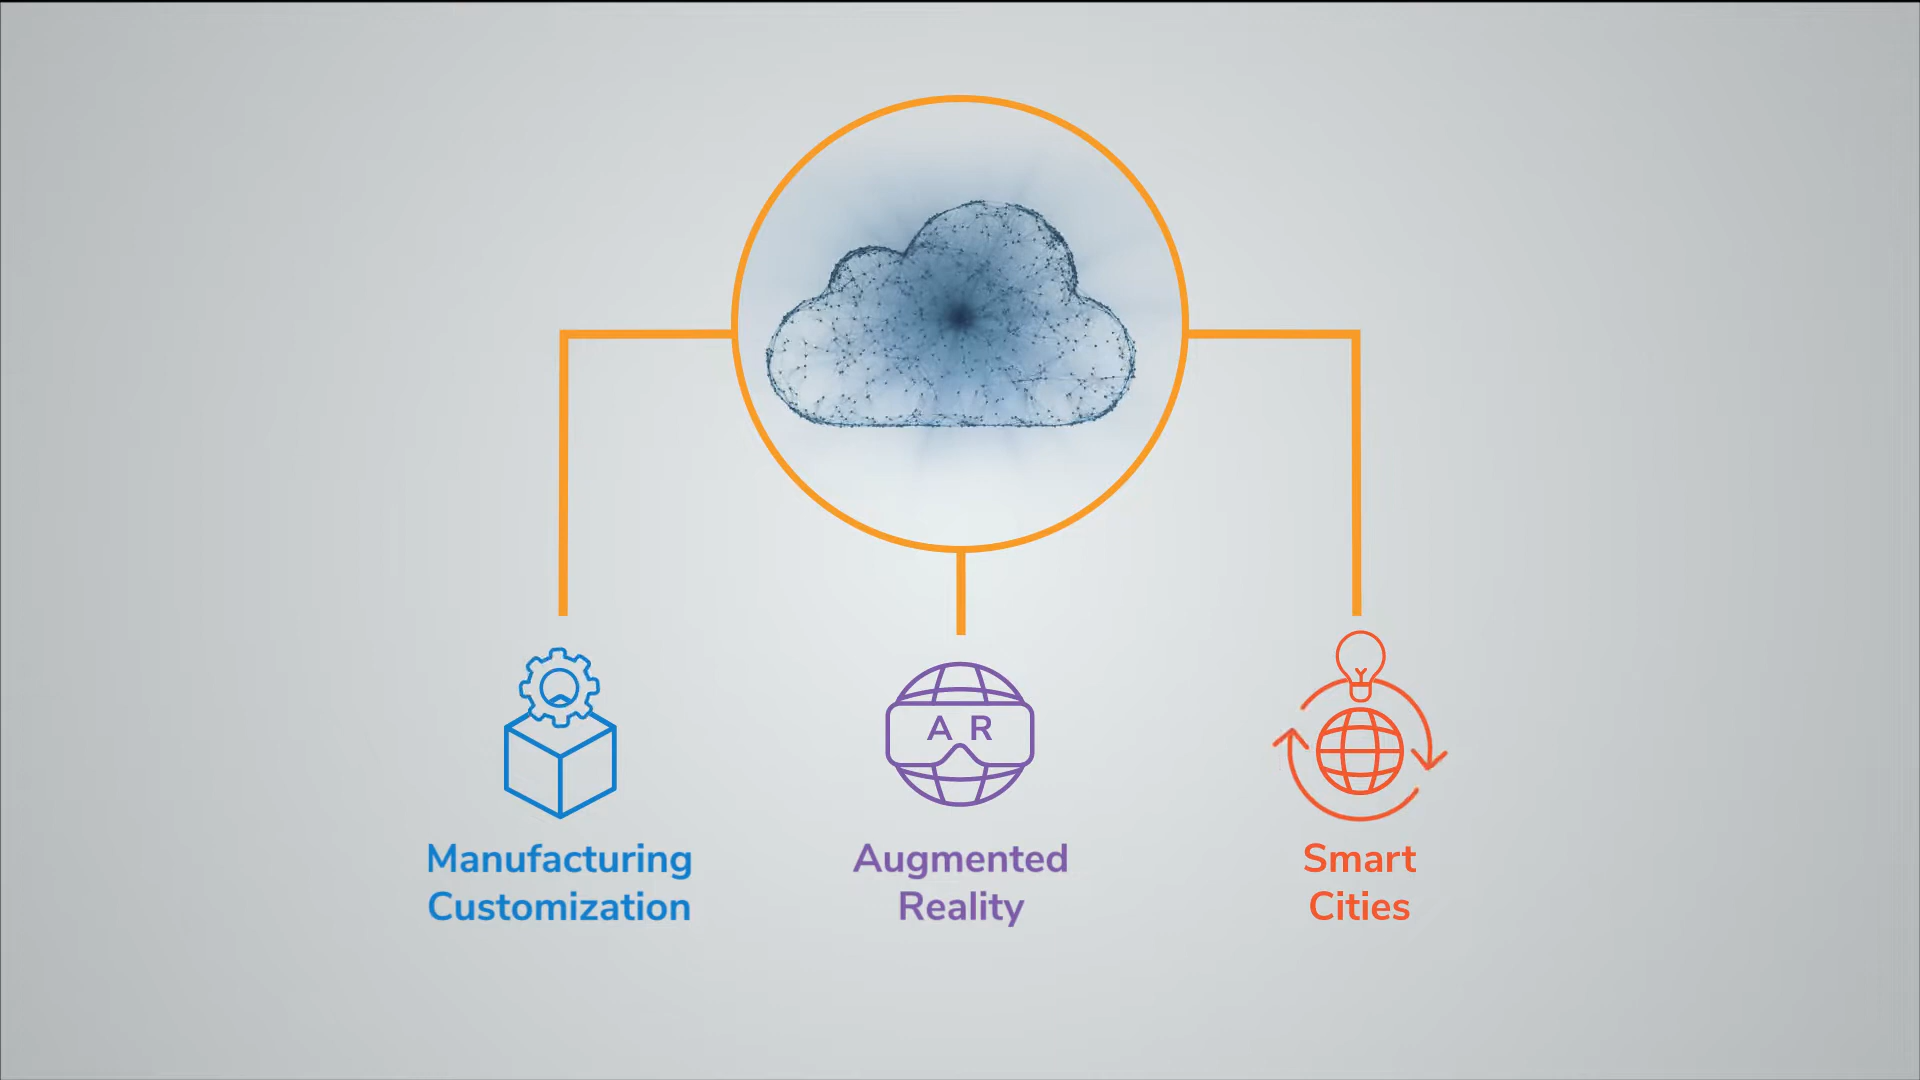 A R
Manufacturing
Customization
Augmented
Reality
Smart
Cities